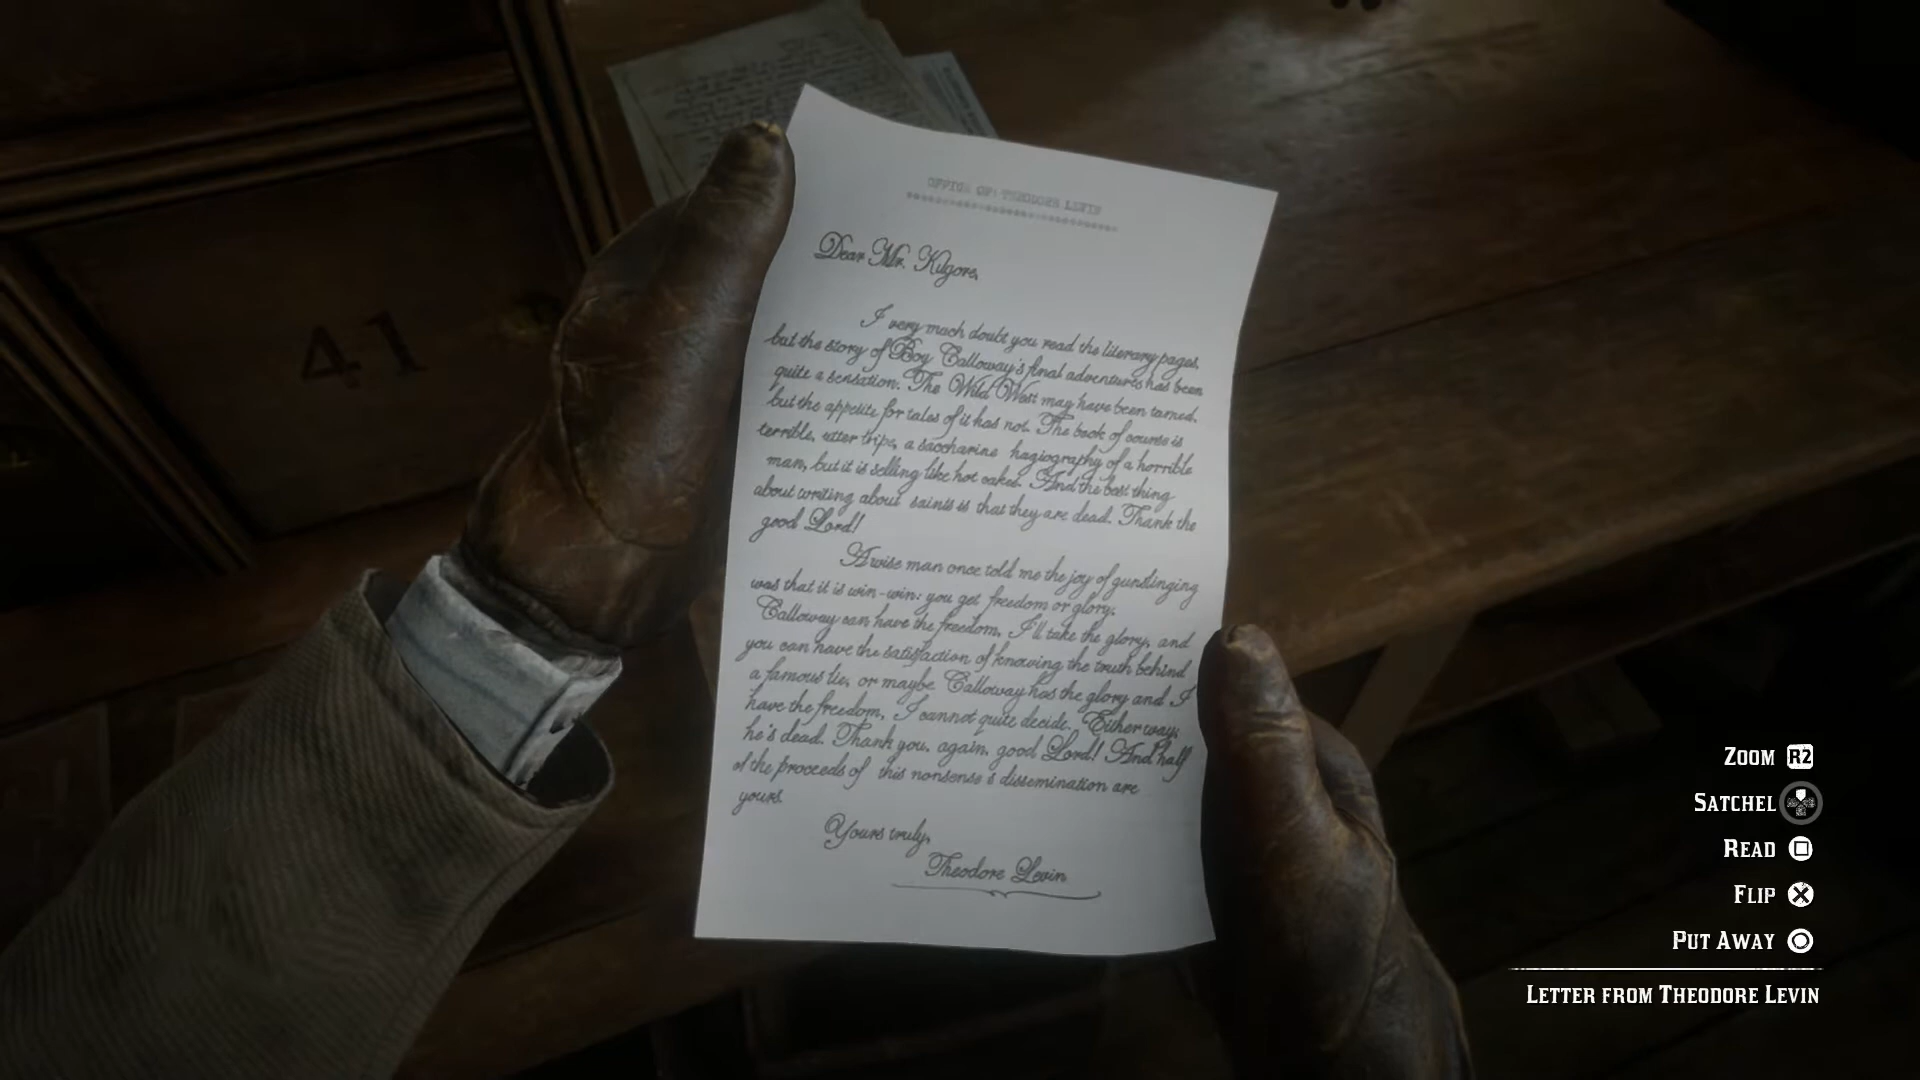 OFFICE OF: THEODORE LEVIN
Dear Mr. Kilgore,
I very much doubt you read the literary pages,
but the story of Boy Calloway's final adventures has been
quite a sensation. The Wild West may have been tamed,
but the appetite for tales of it has not. The book of course is
terrible, utter tripe, a saccharine hagiography of a horrible
man, but it is selling like hot cakes. And the best thing
about writing about saints is that they are dead. Thank the
good Lord!
A wise man once told me the joy of gunslinging
was that it is win-win: you get freedom or glory.
Calloway can have the freedom, I'll take the glory, and
you can have the satisfaction of knowing the truth behind
a famous lie, or maybe Calloway has the glory and I
have the freedom, I cannot quite decide. Either way,
he's dead. Thank you, again, good Lord! And half
of the proceeds of this nonsense's dissemination are
yours.
Yours truly,
Theodore Levin
41
ZOOM R2
SATCHEL
READ
FLIP
PUT AWAY
LETTER FROM THEODORE LEVIN